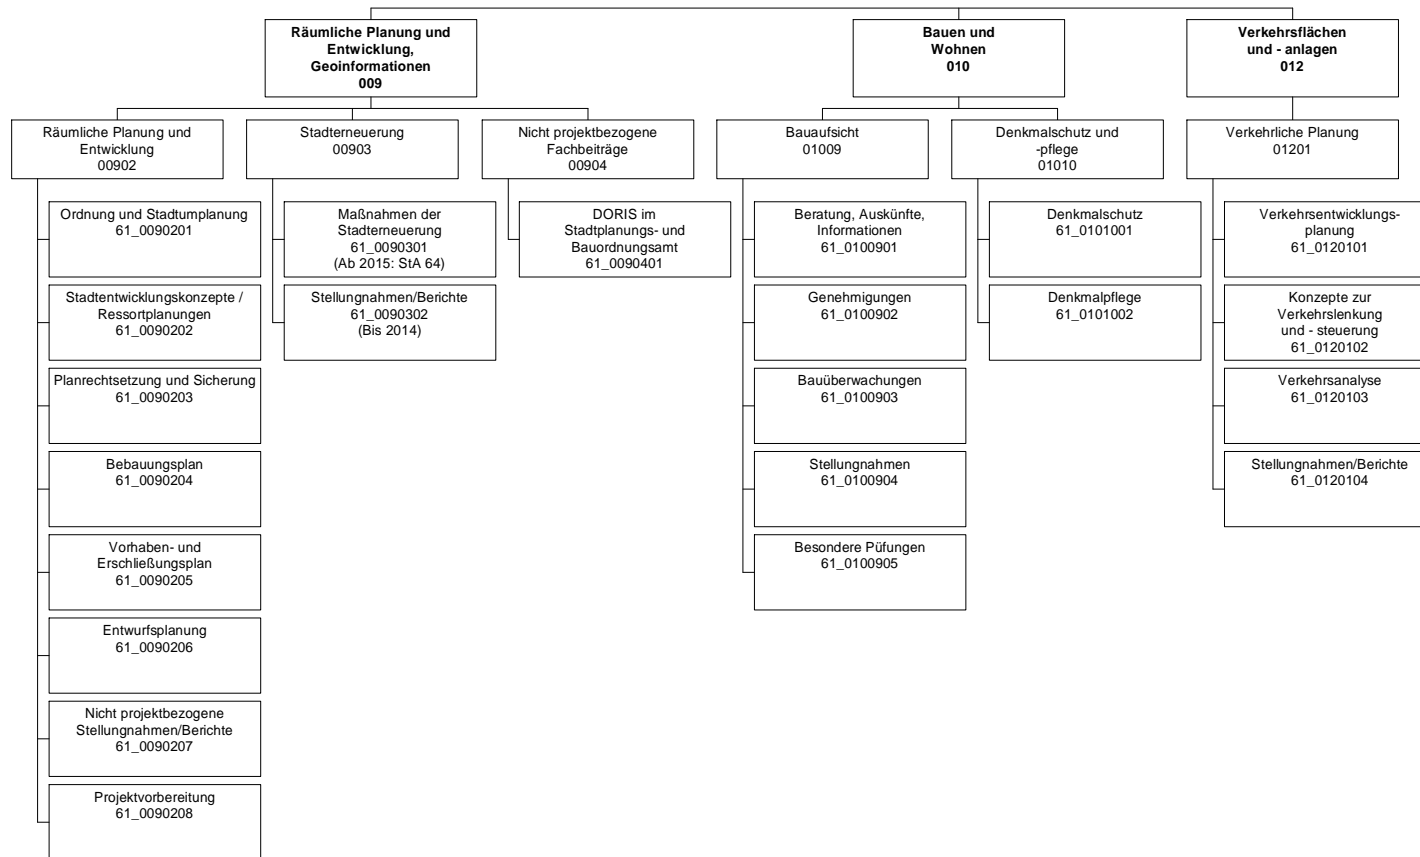 Räumliche Planung und
Entwicklung,
Geoinformationen
009
Bauen und
Wohnen
010
Verkehrsflächen
und - anlagen
012
Räumliche Planung und
Entwicklung
00902
Stadterneuerung
00903
Nicht projektbezogene
Fachbeiträge
00904
Bauaufsicht
01009
Denkmalschutz und
-pflege
01010
Verkehrliche Planung
01201
Ordnung und Stadtumplanung
61_0090201
Stadtentwicklungskonzepte /
Ressortplanungen
61_0090202
Planrechtsetzung und Sicherung
61_0090203
Bebauungsplan
61_0090204
Vorhaben- und
Erschließungsplan
61_0090205
Entwurfsplanung
61_0090206
Nicht projektbezogene
Stellungnahmen/Berichte
61_0090207
Projektvorbereitung
61_0090208
Maßnahmen der
Stadterneuerung
61_0090301
(Ab 2015: StA 64)
Stellungnahmen/Berichte
61_0090302
(Bis 2014)
DORIS im
Stadtplanungs- und
Bauordnungsamt
61_0090401
Beratung, Auskünfte,
Informationen
61_0100901
Genehmigungen
61_0100902
Bauüberwachungen
61_0100903
Stellungnahmen
61_0100904
Besondere Püfungen
61_0100905
Denkmalschutz
61_0101001
Denkmalpflege
61_0101002
Verkehrsentwicklungs-
planung
61_0120101
Konzepte zur
Verkehrslenkung
und - steuerung
61_0120102
Verkehrsanalyse
61_0120103
Stellungnahmen/Berichte
61_0120104